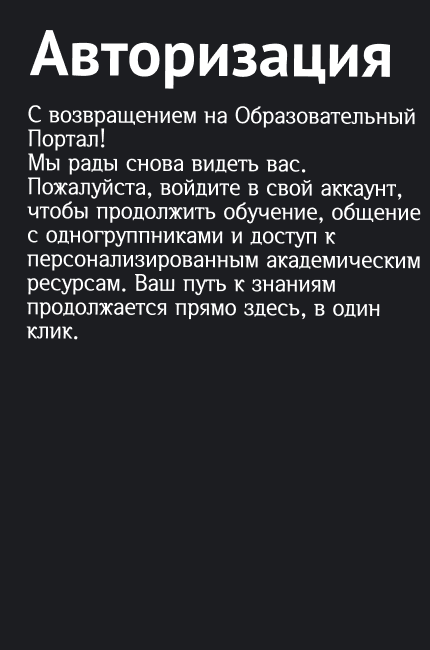 Авторизация
С возвращением на Образовательный
Портал!
Мы рады снова видеть вас.
Пожалуйста, войдите в свой аккаунт,
чтобы продолжить обучение, общение
с одногруппниками и доступ к
персонализированным академическим
ресурсам. Ваш путь к знаниям
продолжается прямо здесь, в один
клик.